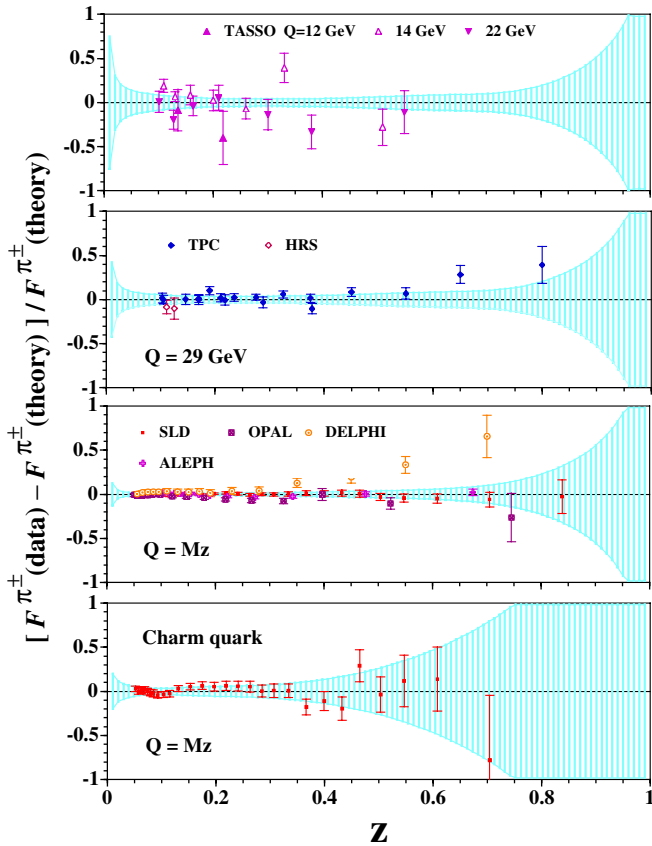 [ F π± (data) − F π± (theory) ] / F π± (theory)
1
0.5
0
-0.5
-1
TASSO Q=12 GeV 14 GeV 22 GeV
1
0.5
0
-0.5
-1
TPC HRS
Q = 29 GeV
1
0.5
0
-0.5
-1
SLD OPAL DELPHI
ALEPH
Q = Mz
1
0.5
0
-0.5
-1
Charm quark
Q = Mz
0 0.2 0.4 0.6 0.8 1
z